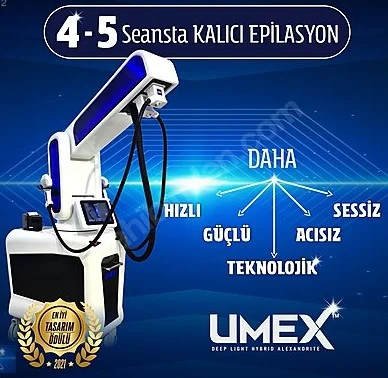 4-5 Seansta KALICI EPİLASYON
DAHA
HIZLI
SESSİZ
GÜÇLÜ
ACISIZ
TEKNOLOJİK
EN İYİ
TASARIM
ÖDÜLÜ
2021
UMEX™
DEEP LIGHT HYBRID ALEXANDRITE